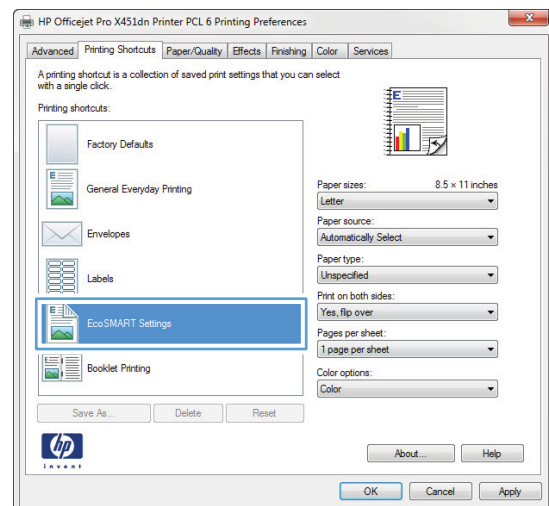 HP Officejet Pro X451dn Printer PCL 6 Printing Preferences
Advanced Printing Shortcuts Paper/Quality Effects Finishing Color Services
A printing shortcut is a collection of saved print settings that you can select
with a single click.
Printing shortcuts:
Factory Defaults
General Everyday Printing
Envelopes
Labels
EcoSMART Settings
Booklet Printing
Save As... Delete Reset
E
E
E
Paper sizes: 8.5 × 11 inches
Letter
Paper source:
Automatically Select
Paper type:
Unspecified
Print on both sides:
Yes, flip over
Pages per sheet:
1 page per sheet
Color options:
Color
hp
invent
About... Help
OK Cancel Apply